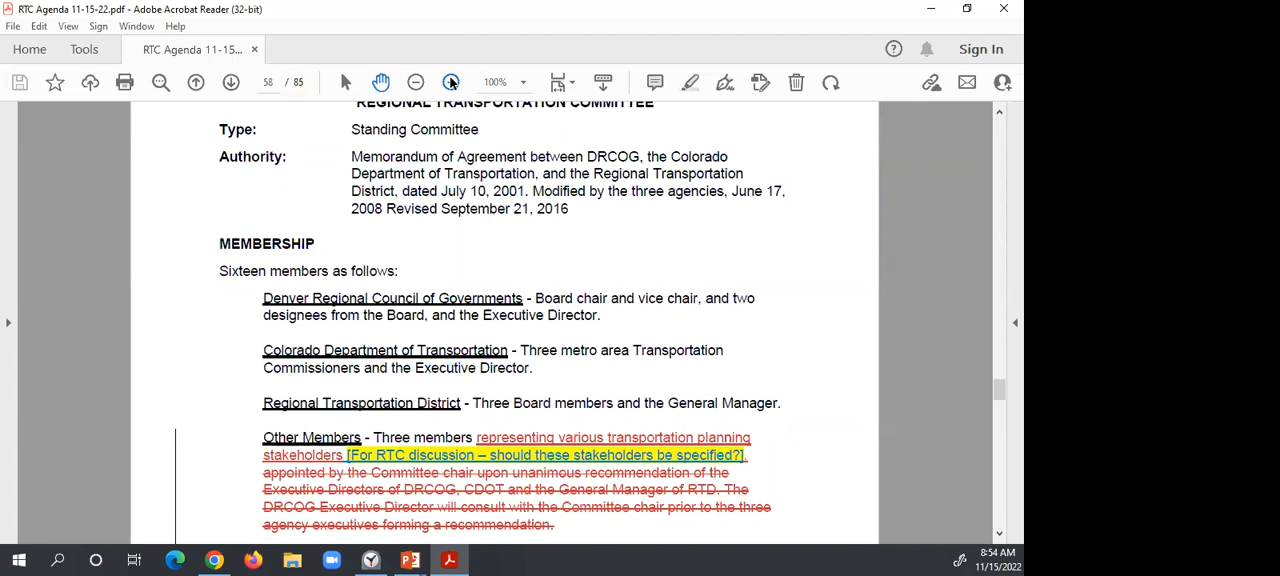 RTC Agenda 11-15-22.pdf - Adobe Acrobat Reader (32-bit)
File Edit View Sign Window Help
Home Tools RTC Agenda 11-15... × Sign In
58 / 85 100%
REGIONAL TRANSPORTATION COMMITTEE
Type: Standing Committee
Authority: Memorandum of Agreement between DRCOG, the Colorado
Department of Transportation, and the Regional Transportation
District, dated July 10, 2001. Modified by the three agencies, June 17,
2008 Revised September 21, 2016
MEMBERSHIP
Sixteen members as follows:
Denver Regional Council of Governments - Board chair and vice chair, and two
designees from the Board, and the Executive Director.
Colorado Department of Transportation - Three metro area Transportation
Commissioners and the Executive Director.
Regional Transportation District - Three Board members and the General Manager.
Other Members - Three members representing various transportation planning
stakeholders [For RTC discussion – should these stakeholders be specified?].
appointed by the Committee chair upon unanimous recommendation of the
Executive Directors of DRCOG, CDOT and the General Manager of RTD. The
DRCOG Executive Director will consult with the Committee chair prior to the three
agency executives forming a recommendation.
8:54 AM
11/15/2022